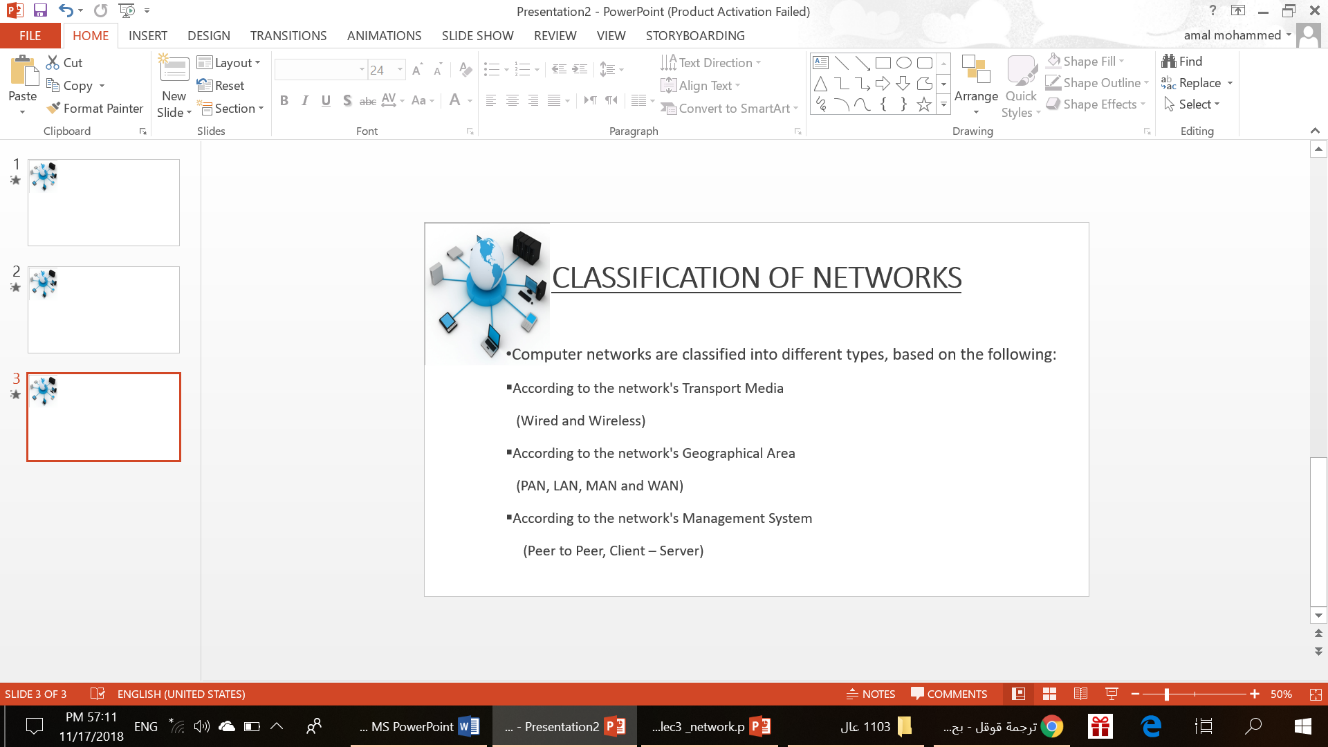 Presentation2 - PowerPoint (Product Activation Failed)
FILE HOME INSERT DESIGN TRANSITIONS ANIMATIONS SLIDE SHOW REVIEW VIEW STORYBOARDING amal mohammed
Paste
Cut
Copy
Format Painter
Clipboard
New Slide
Layout
Reset
Section
Slides
24
B I U S abc AV Aa A
Font
Text Direction
Align Text
Convert to SmartArt
Paragraph
Arrange
Quick Styles
Shape Fill
Shape Outline
Shape Effects
Drawing
Find
Replace
Select
Editing
1
2
3
CLASSIFICATION OF NETWORKS
•Computer networks are classified into different types, based on the following:
▪According to the network's Transport Media
(Wired and Wireless)
▪According to the network's Geographical Area
(PAN, LAN, MAN and WAN)
▪According to the network's Management System
(Peer to Peer, Client – Server)
SLIDE 3 OF 3 ENGLISH (UNITED STATES) NOTES COMMENTS 50%
PM 57:11
11/17/2018
ENG
... MS PowerPoint
... - Presentation2
...lec3 _network.p
1103 عال
ترجمة قوقل - بح...